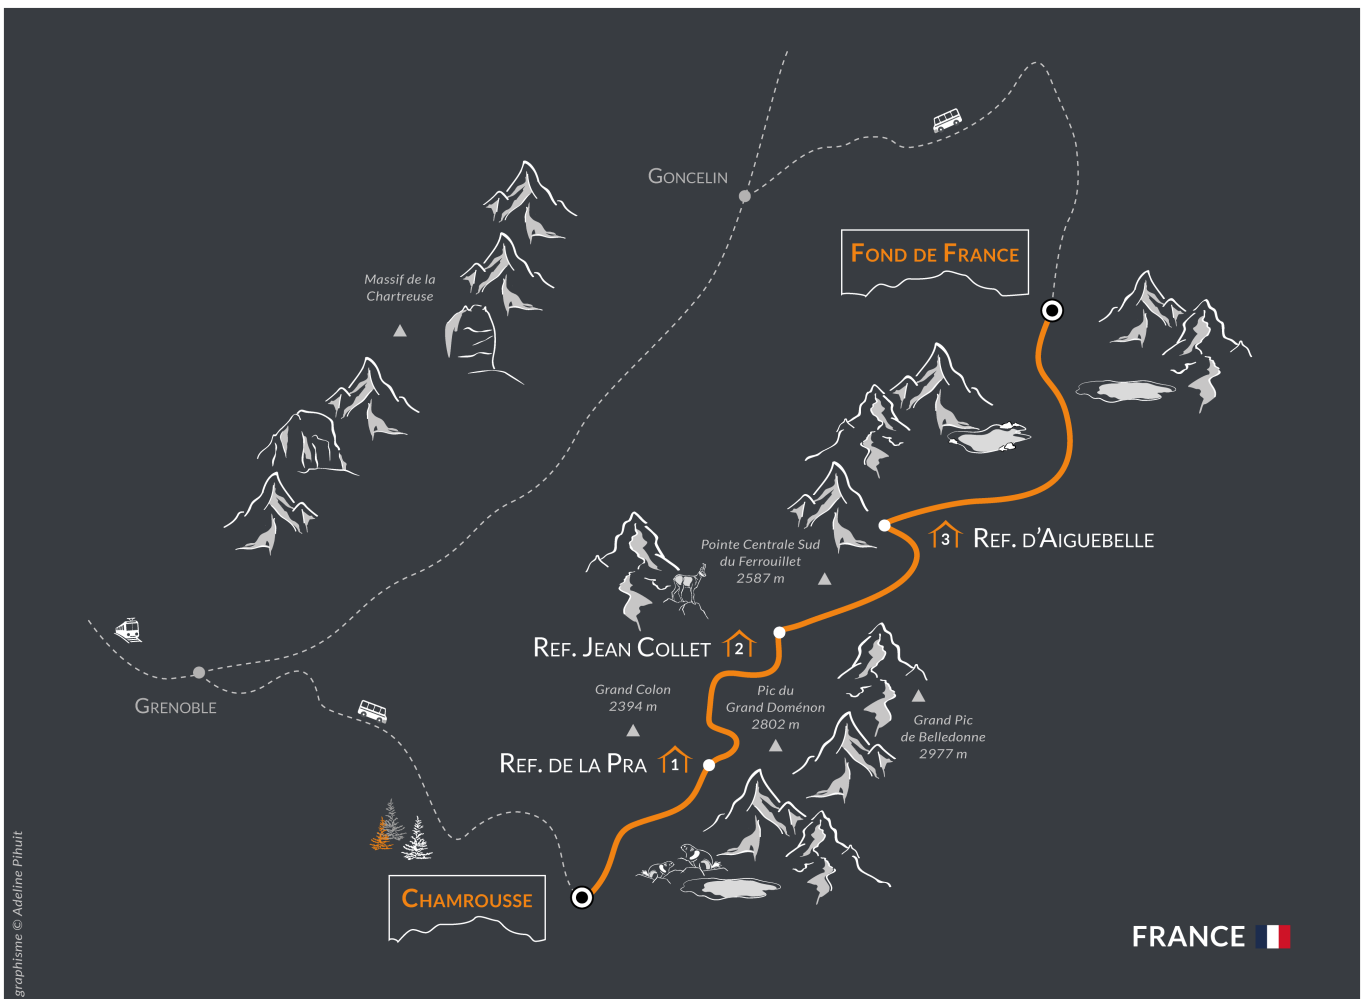 GONCELIN
FOND DE FRANCE
Massif de la
Chartreuse
3
REF. D'AIGUEBELLE
Pointe Centrale Sud
du Ferrouillet
2587 m
REF. JEAN COLLET
2
GRENOBLE
Grand Colon
2394 m
Pic du
Grand Doménon
2802 m
Grand Pic
de Belledonne
2977 m
REF. DE LA PRA
1
CHAMROUSSE
FRANCE
graphisme © Adeline Pihuit